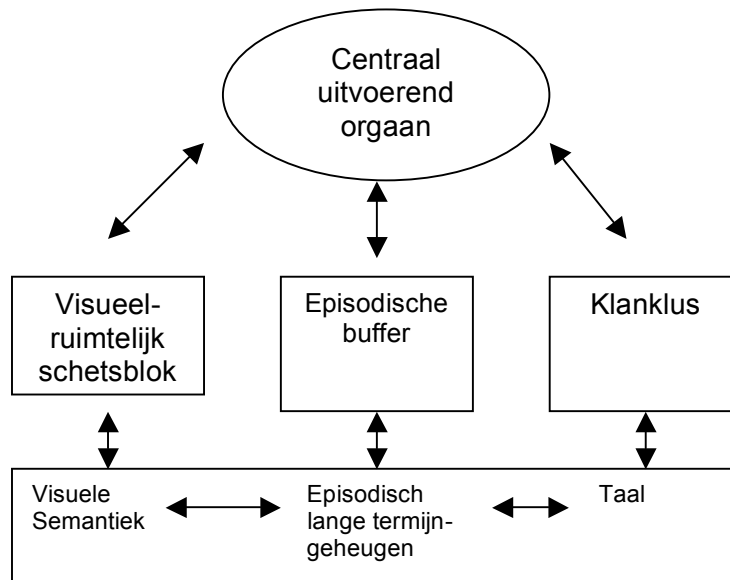 Centraal
uitvoerend
orgaan
Visueel-
ruimtelijk
schetsblok
Episodische
buffer
Klanklus
Visuele
Semantiek
Episodisch
lange termijn-
geheugen
Taal